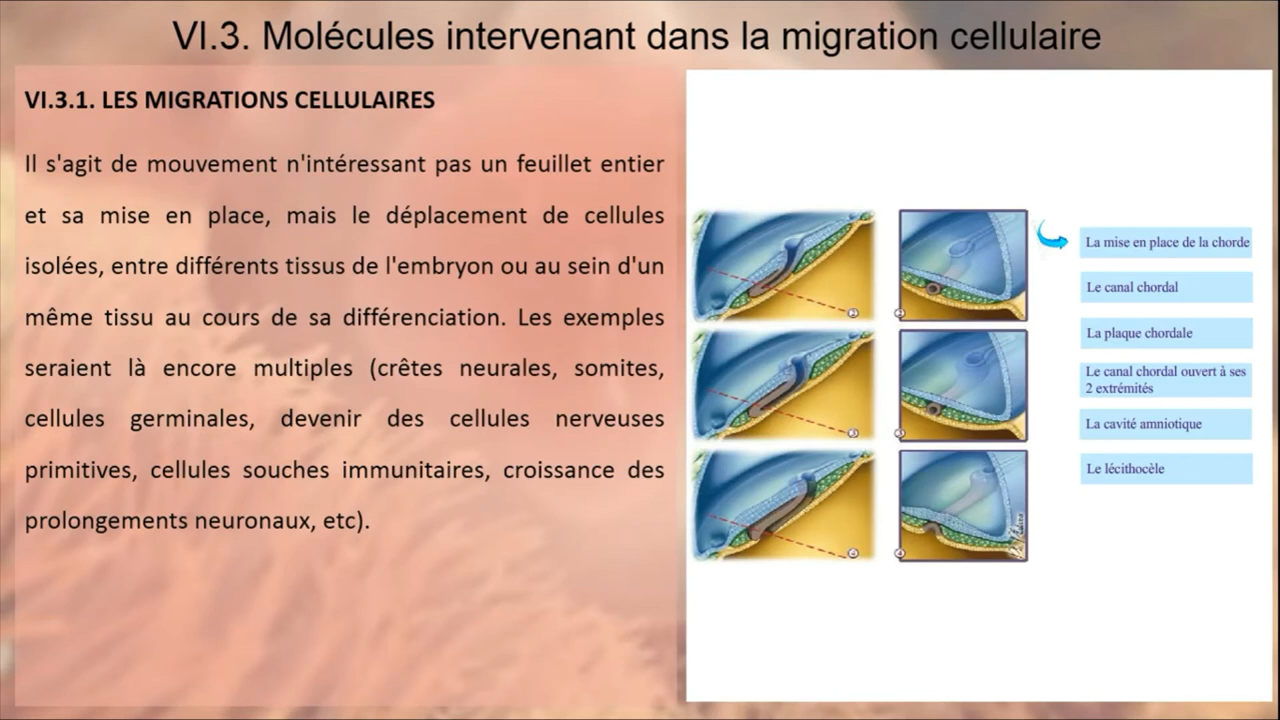 VI.3. Molécules intervenant dans la migration cellulaire
VI.3.1. LES MIGRATIONS CELLULAIRES
Il s'agit de mouvement n'intéressant pas un feuillet entier
et sa mise en place, mais le déplacement de cellules
isolées, entre différents tissus de l'embryon ou au sein d'un
même tissu au cours de sa différenciation. Les exemples
seraient là encore multiples (crêtes neurales, somites,
cellules germinales, devenir des cellules nerveuses
primitives, cellules souches immunitaires, croissance des
prolongements neuronaux, etc).
La mise en place de la chorde
Le canal chordal
La plaque chordale
Le canal chordal ouvert à ses
2 extrémités
La cavité amniotique
Le lécithocèle